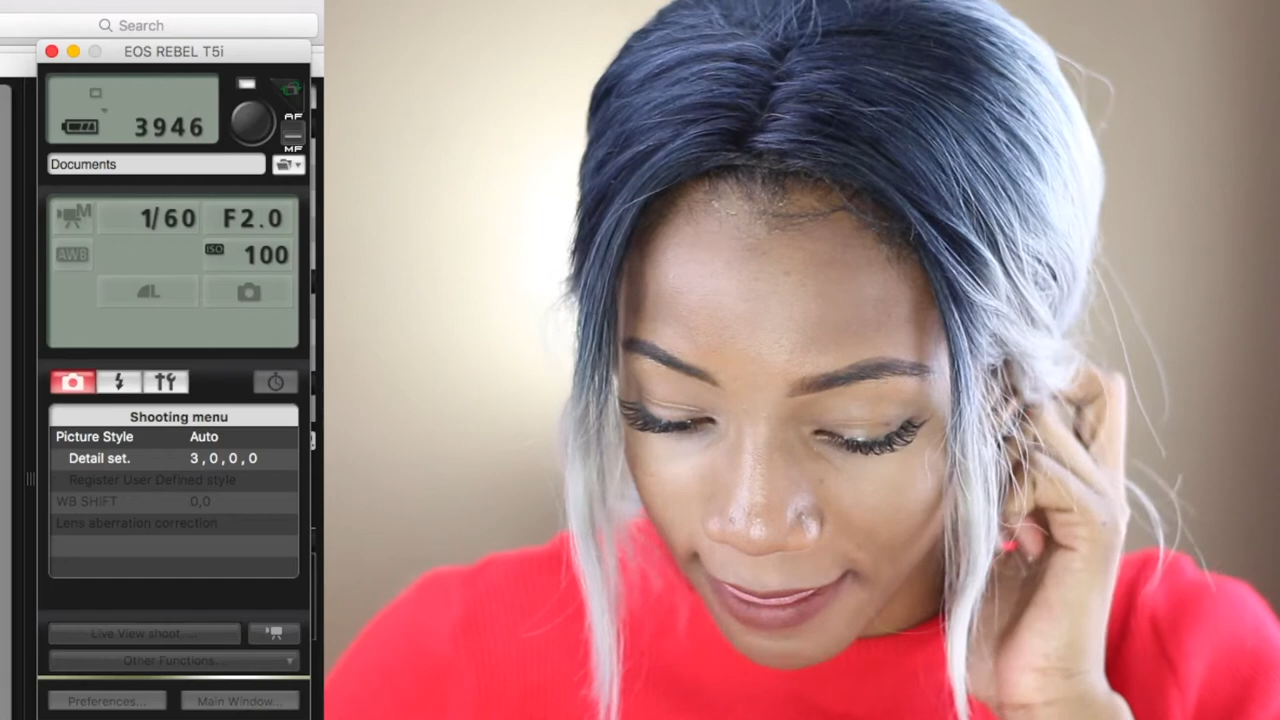 Search
EOS REBEL T5i
3946
AF
MF
Documents
M
1/60 F2.0
AWB ISO 100
L
Shooting menu
Picture Style Auto
Detail set. 3,0,0,0
Register User Defined style
WB SHIFT 0,0
Lens aberration correction
Live View shoot. ...
Other Functions...
Preferences... Main Window...